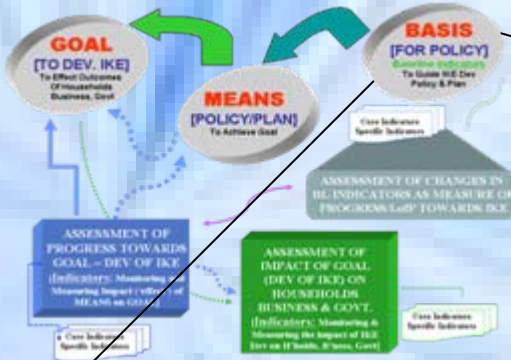 GOAL
[TO DEV. IKE]
To Effect Outcomes
Of Households
Business, Govt
MEANS
[POLICY/PLAN]
To Achieve Goal
BASIS
[FOR POLICY]
Baseline Indicators
To Guide IKE Dev
Policy & Plan
Core Indicators
Specific Indicators
ASSESSMENT OF CHANGES IN
BL INDICATORS AS MEASURE OF
PROGRESS TOWARDS IKE
ASSESSMENT OF
PROGRESS TOWARDS
GOAL – DEV OF IKE
(Indicators: Monitoring and
Measuring Impact (effect) of
MEANS on GOAL)
Core Indicators
Specific Indicators
ASSESSMENT OF
IMPACT OF GOAL
(DEV OF IKE) ON
HOUSEHOLDS
BUSINESS & GOVT.
(Indicators: Monitoring &
Measuring the impact of IKE
Dev on Govt]
Core Indicators
Specific Indicators